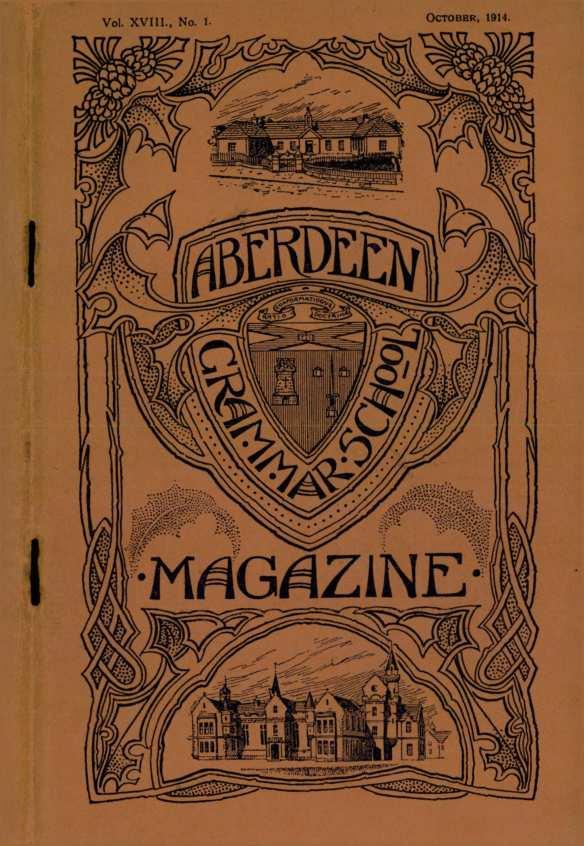 Vol. XVIII., No. 1.
October, 1914.
ABERDEEN
GRAMMAR·SCHOOL
·MAGAZINE·